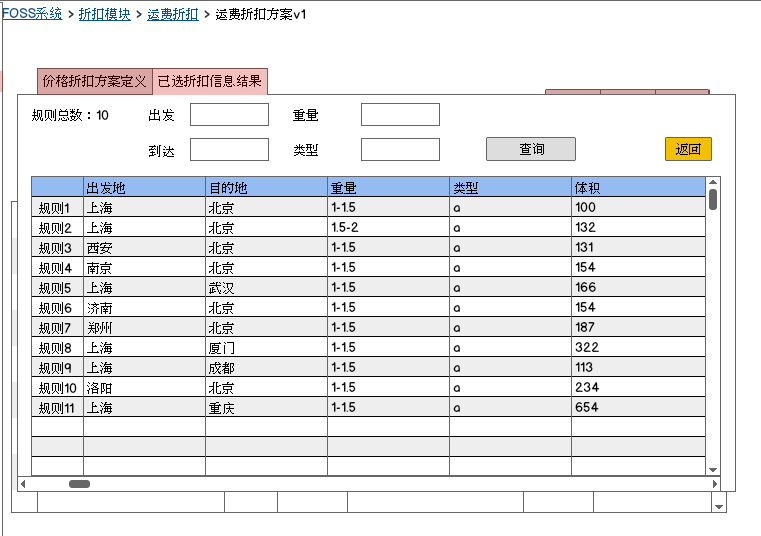 FOSS系统 > 折扣模块 > 运费折扣 > 运费折扣方案v1
价格折扣方案定义 已选折扣信息结果
规则总数：10 出发 重量
到达 类型 查询 返回
出发地 目的地 重量 类型 体积
规则1 上海 北京 1-1.5 a 100
规则2 上海 北京 1.5-2 a 132
规则3 西安 北京 1-1.5 a 131
规则4 南京 北京 1-1.5 a 154
规则5 上海 武汉 1-1.5 a 166
规则6 济南 北京 1-1.5 a 154
规则7 郑州 北京 1-1.5 a 187
规则8 上海 厦门 1-1.5 a 322
规则9 上海 成都 1-1.5 a 113
规则10 洛阳 北京 1-1.5 a 234
规则11 上海 重庆 1-1.5 a 654